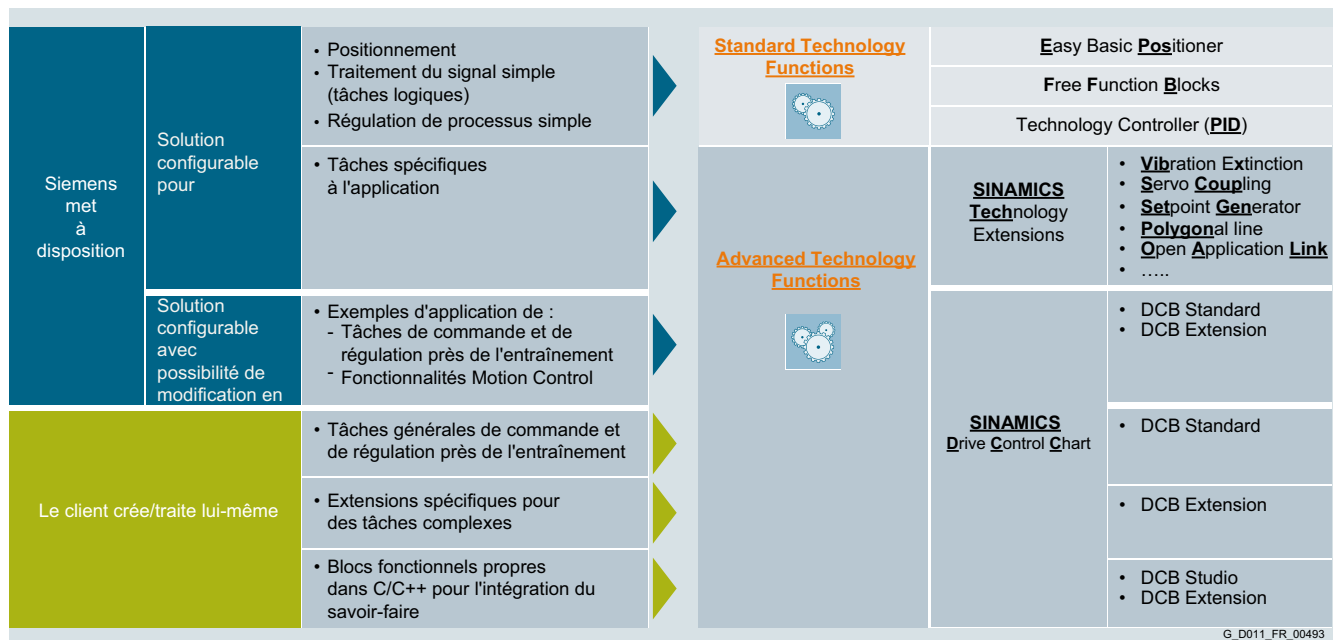 Siemens
met
à
disposition
Solution
configurable
pour
• Positionnement
• Traitement du signal simple
(tâches logiques)
• Régulation de processus simple
• Tâches spécifiques
à l'application
Solution
configurable
avec
possibilité de
modification en
• Exemples d'application de :
- Tâches de commande et de
régulation près de l'entraînement
- Fonctionnalités Motion Control
Le client crée/traite lui-même
• Tâches générales de commande et
de régulation près de l'entraînement
• Extensions spécifiques pour
des tâches complexes
• Blocs fonctionnels propres
dans C/C++ pour l'intégration du
savoir-faire
Standard Technology
Functions
Easy Basic Positioner
Free Function Blocks
Technology Controller (PID)
Advanced Technology
Functions
SINAMICS
Technology
Extensions
• Vibration Extinction
• Servo Coupling
• Setpoint Generator
• Polygonal line
• Open Application Link
• …..
SINAMICS
Drive Control Chart
• DCB Standard
• DCB Extension
• DCB Standard
• DCB Extension
• DCB Studio
• DCB Extension
G_D011_FR_00493